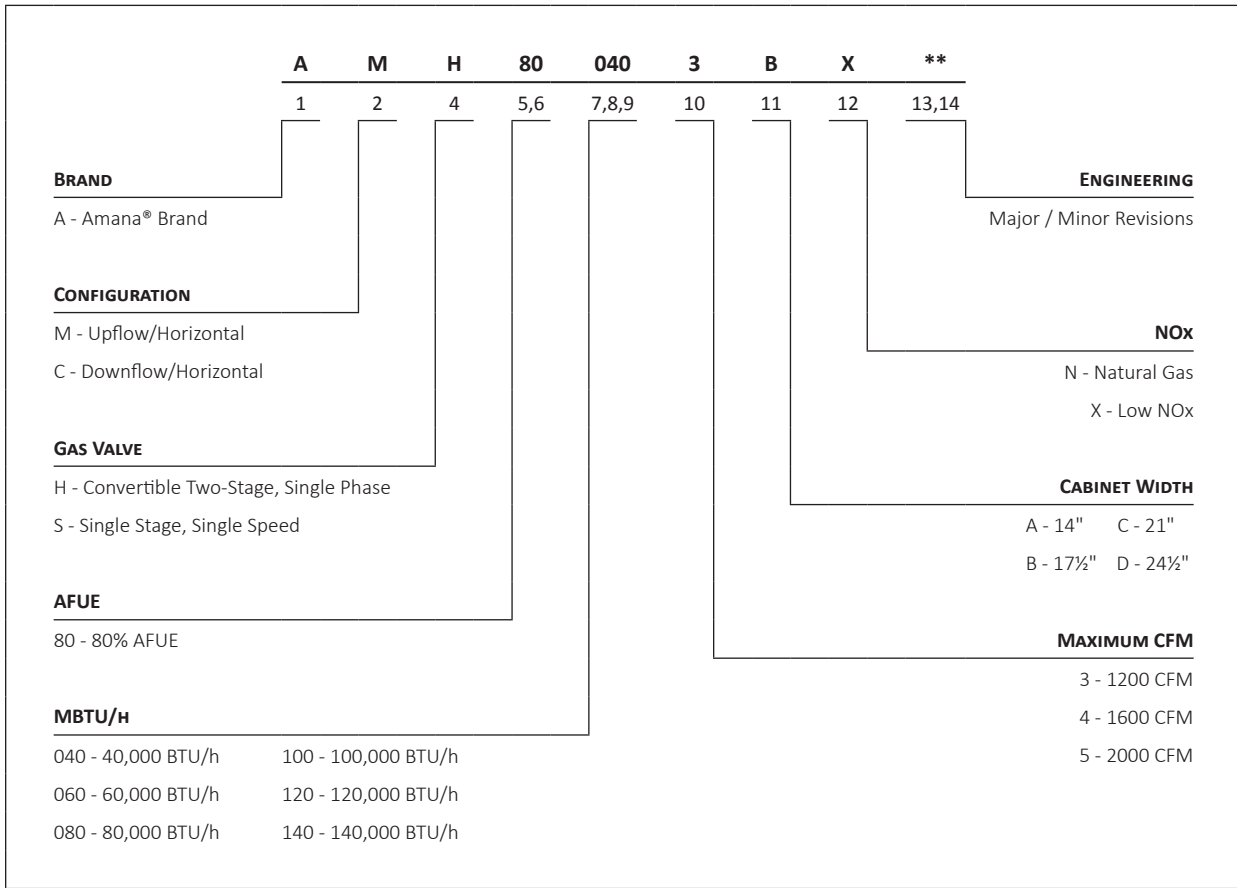 A M H 80 040 3 B X **
1 2 4 5,6 7,8,9 10 11 12 13,14
BRAND
A - Amana® Brand
CONFIGURATION
M - Upflow/Horizontal
C - Downflow/Horizontal
GAS VALVE
H - Convertible Two-Stage, Single Phase
S - Single Stage, Single Speed
AFUE
80 - 80% AFUE
MBTU/H
040 - 40,000 BTU/h 100 - 100,000 BTU/h
060 - 60,000 BTU/h 120 - 120,000 BTU/h
080 - 80,000 BTU/h 140 - 140,000 BTU/h
ENGINEERING
Major / Minor Revisions
NOx
N - Natural Gas
X - Low NOx
CABINET WIDTH
A - 14" C - 21"
B - 17½" D - 24½"
MAXIMUM CFM
3 - 1200 CFM
4 - 1600 CFM
5 - 2000 CFM